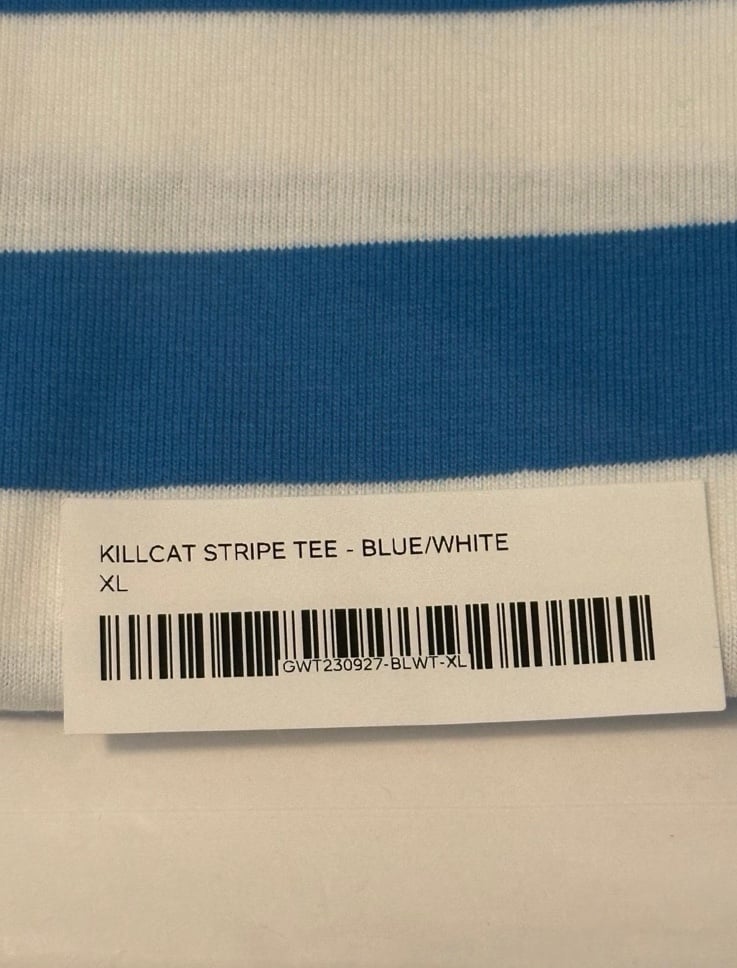 KILLCAT STRIPE TEE - BLUE/WHITE
XL
GWT230927-BLWT-XL